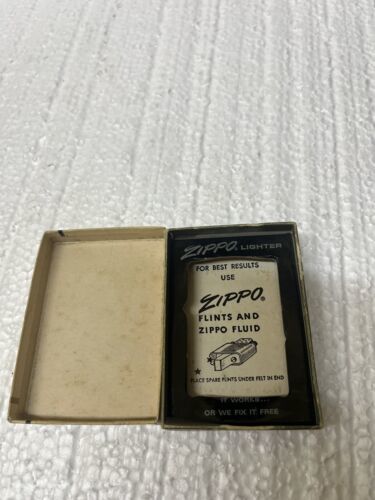 ZIPPO® LIGHTER
FOR BEST RESULTS
USE
ZIPPO®
FLINTS AND
ZIPPO FLUID
PLACE SPARE FLINTS UNDER FELT IN END
IT WORKS...
OR WE FIX IT FREE